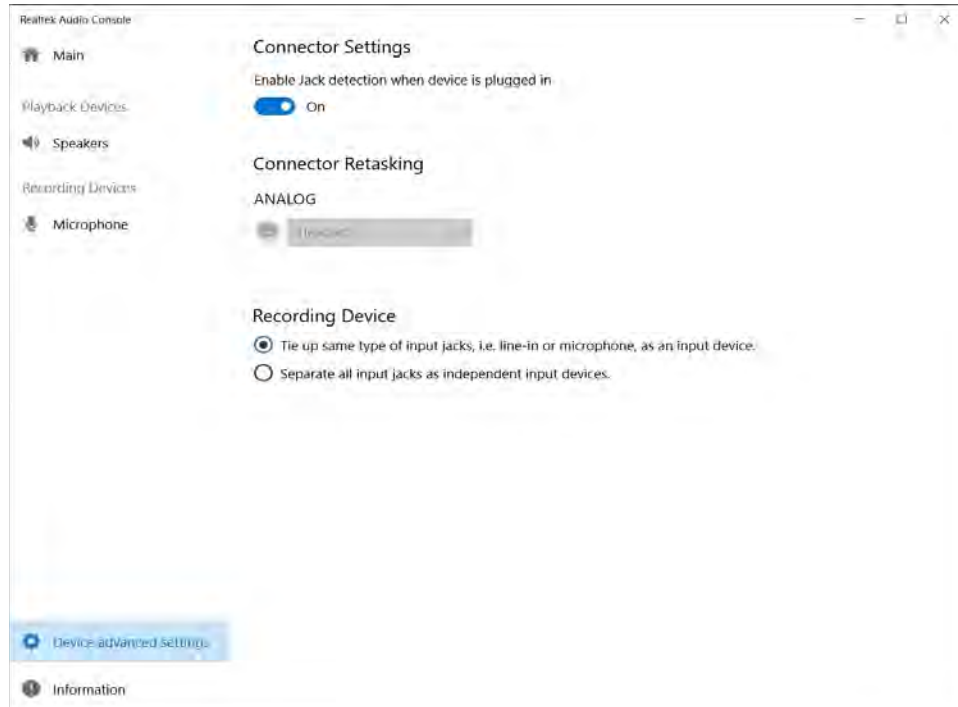 Realtek Audio Console
Main
Playback Devices
Speakers
Recording Devices
Microphone
Device advanced settings
Information
Connector Settings
Enable Jack detection when device is plugged in
On
Connector Retasking
ANALOG
Recording Device
Tie up same type of input jacks, i.e. line-in or microphone, as an input device.
Separate all input jacks as independent input devices.